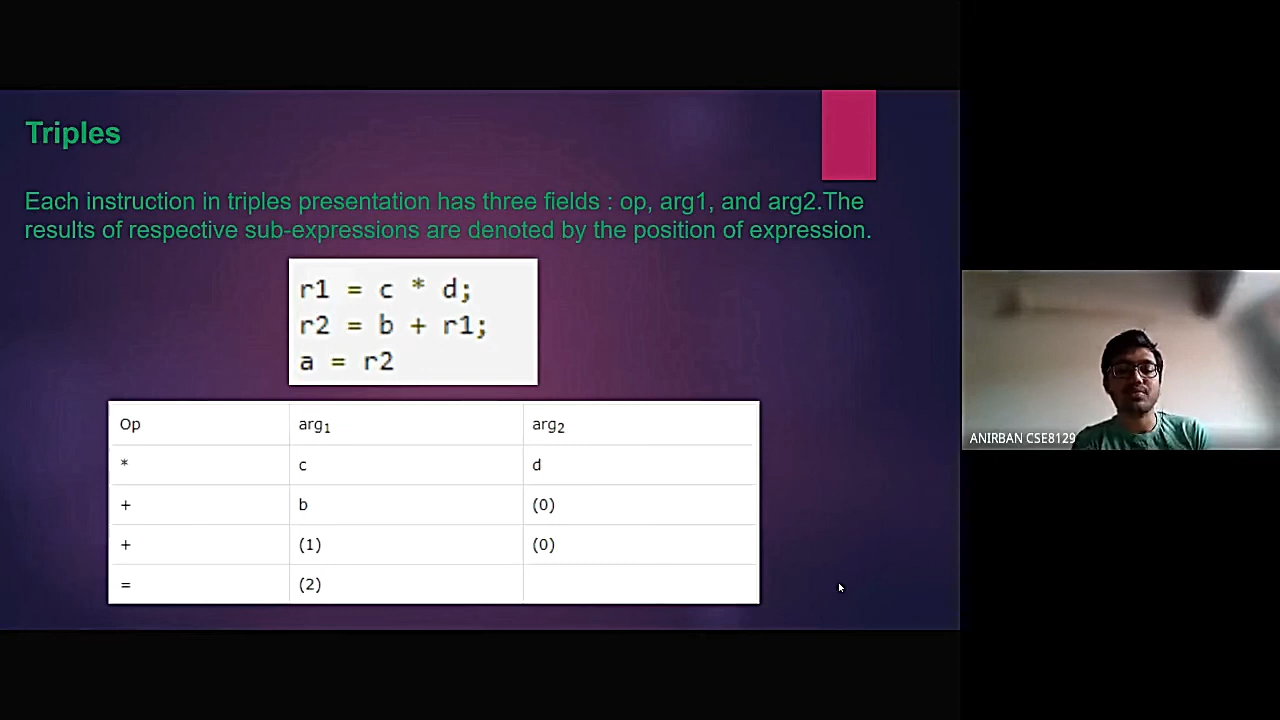 Triples
Each instruction in triples presentation has three fields : op, arg1, and arg2.The
results of respective sub-expressions are denoted by the position of expression.
r1 = c * d;
r2 = b + r1;
a = r2
Op arg1 arg2
* c d
+ b (0)
+ (1) (0)
= (2)
ANIRBAN CSE8129